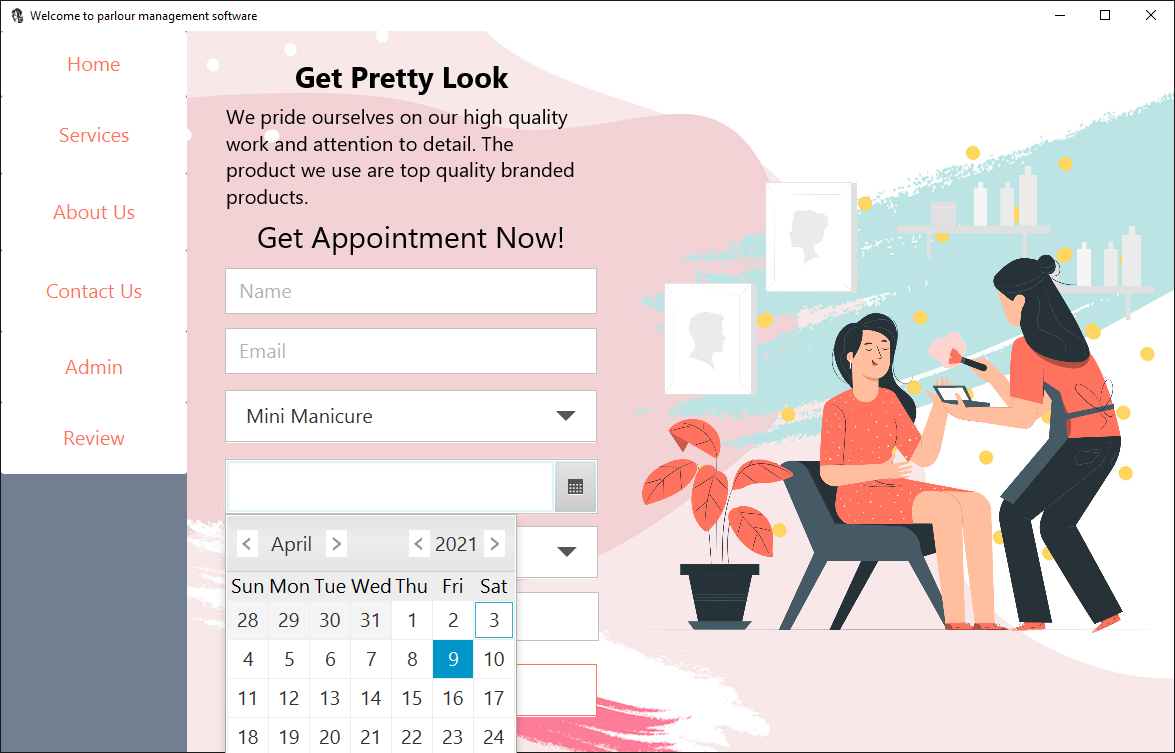 Welcome to parlour management software
Home
Services
About Us
Contact Us
Admin
Review
Get Pretty Look
We pride ourselves on our high quality
work and attention to detail. The
product we use are top quality branded
products.
Get Appointment Now!
Name
Email
Mini Manicure
< April > < 2021 >
Sun Mon Tue Wed Thu Fri Sat
28 29 30 31 1 2 3
4 5 6 7 8 9 10
11 12 13 14 15 16 17
18 19 20 21 22 23 24